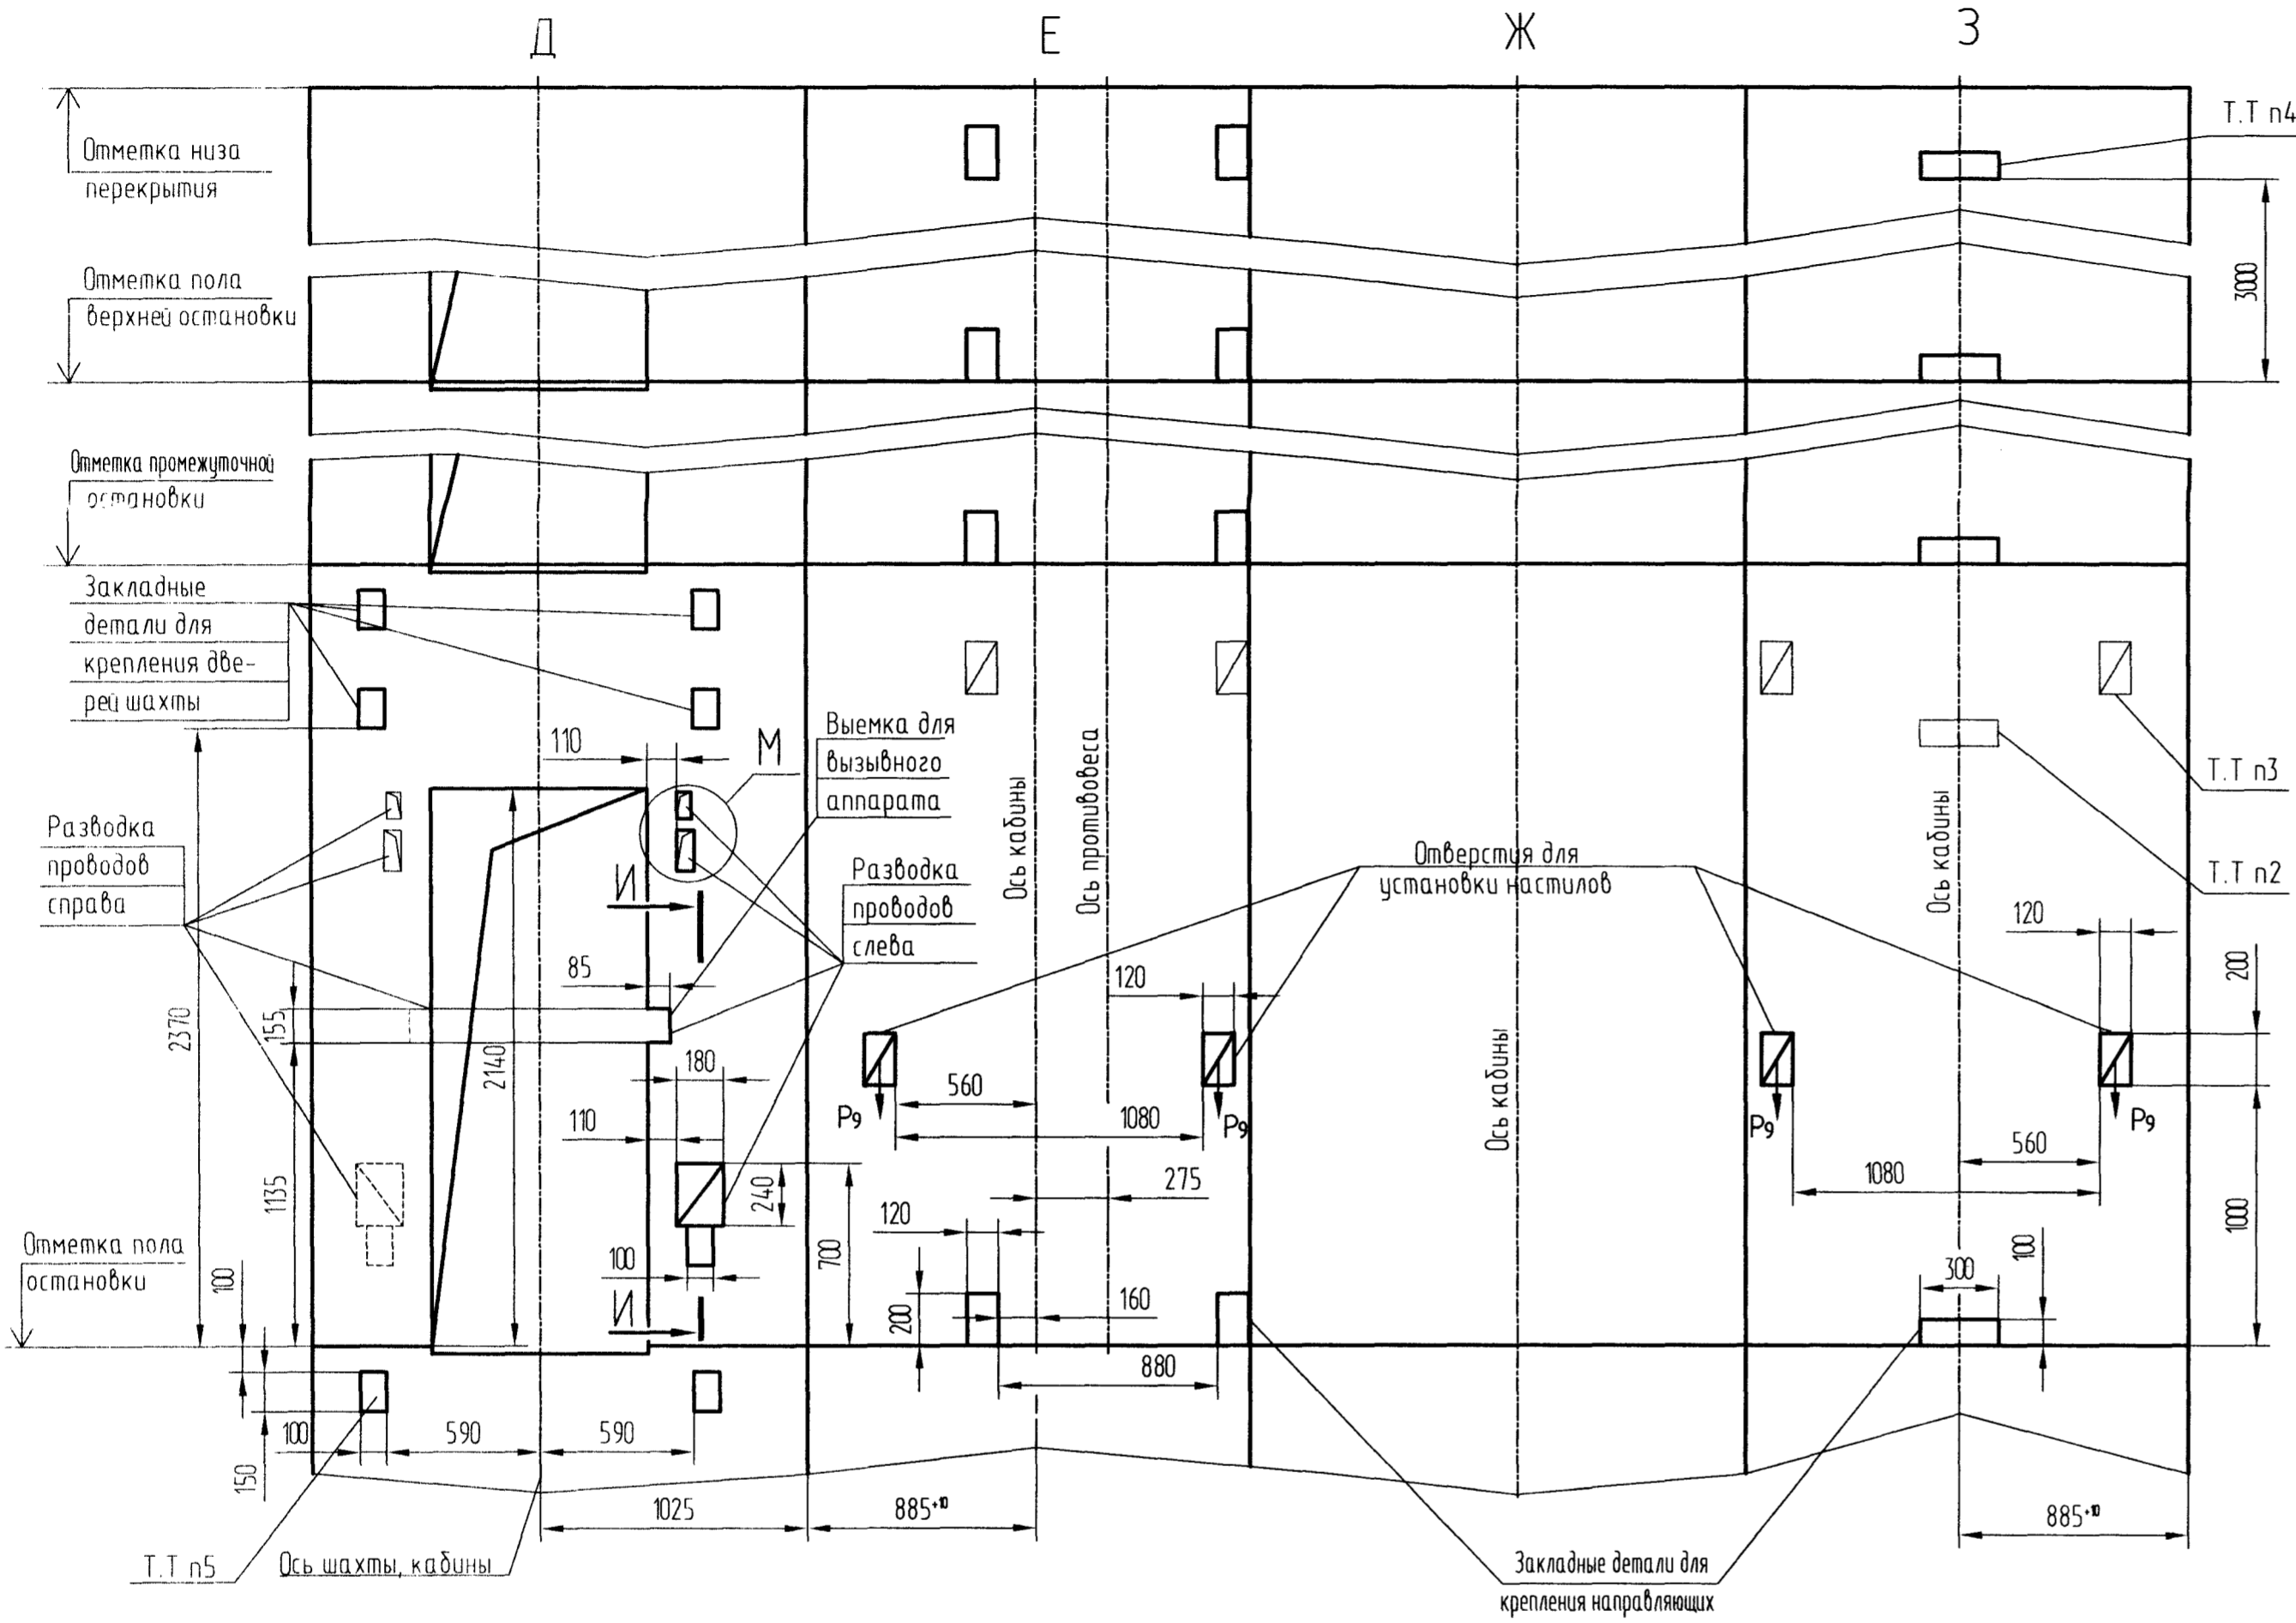 Д
Е
Ж
З
Т.Т п4
Отметка низа
перекрытия
Отметка пола
верхней остановки
3000
Отметка промежуточной
остановки
Закладные
детали для
крепления две-
рей шахты
110
М
Выемка для
вызывного
аппарата
Ось кабины
Ось противовеса
Ось кабины
Ось кабины
Т.Т п3
Т.Т п2
Разводка
проводов
справа
И
Разводка
проводов
слева
Отверстия для
установки настилов
85
120
120
200
2370
155
2140
180
560
Р9
1080
Р9
Р9
Р9
110
560
1080
275
1135
240
700
120
1000
Отметка пола
остановки
100
100
И
200
160
300
100
880
100
590
590
150
1025
885⁺¹⁰
885⁺¹⁰
Т.Т п5
Ось шахты, кабины
Закладные детали для
крепления направляющих